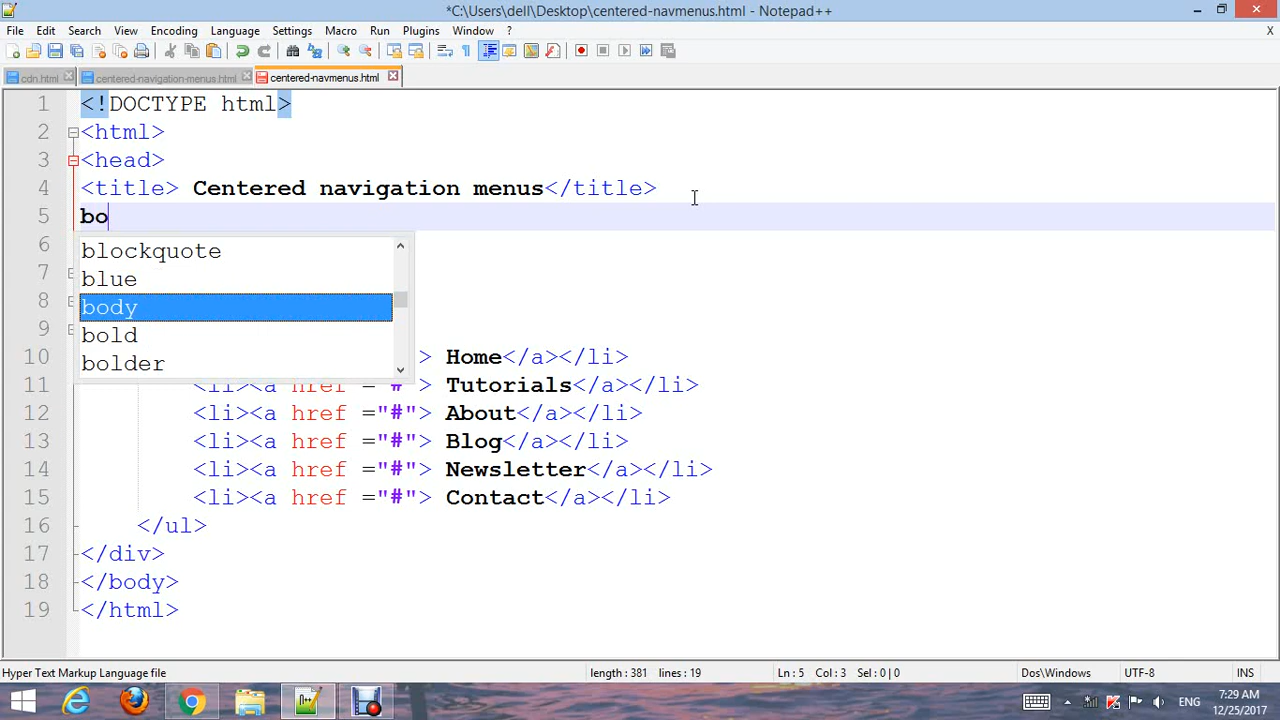 *C:\Users\dell\Desktop\centered-navmenus.html - Notepad++
File Edit Search View Encoding Language Settings Macro Run Plugins Window ? X
cdn.html centered-navigation-menus.html centered-navmenus.html
1 <!DOCTYPE html>
2 <html>
3 <head>
4 <title> Centered navigation menus</title>
5 bo
6 blockquote
7 blue
8 body
9 bold
bolder
10 > Home</a></li>
11 <li><a href ="#"> Tutorials</a></li>
12 <li><a href ="#"> About</a></li>
13 <li><a href ="#"> Blog</a></li>
14 <li><a href ="#"> Newsletter</a></li>
15 <li><a href ="#"> Contact</a></li>
16 </ul>
17 </div>
18 </body>
19 </html>
Hyper Text Markup Language file length : 381 lines : 19 Ln : 5 Col : 3 Sel : 0 | 0 Dos\Windows UTF-8 INS
ENG 7:29 AM
12/25/2017